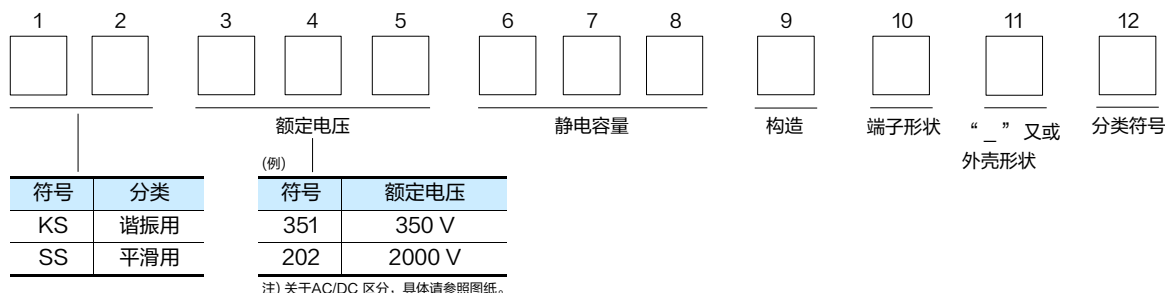 1 2 3 4 5 6 7 8 9 10 11 12
额定电压 静电容量 构造 端子形状 “_” 又或 分类符号
外壳形状
(例)
符号 分类 符号 额定电压
KS 谐振用 351 350 V
SS 平滑用 202 2000 V
注) 关于AC/DC 区分，具体请参照图纸。